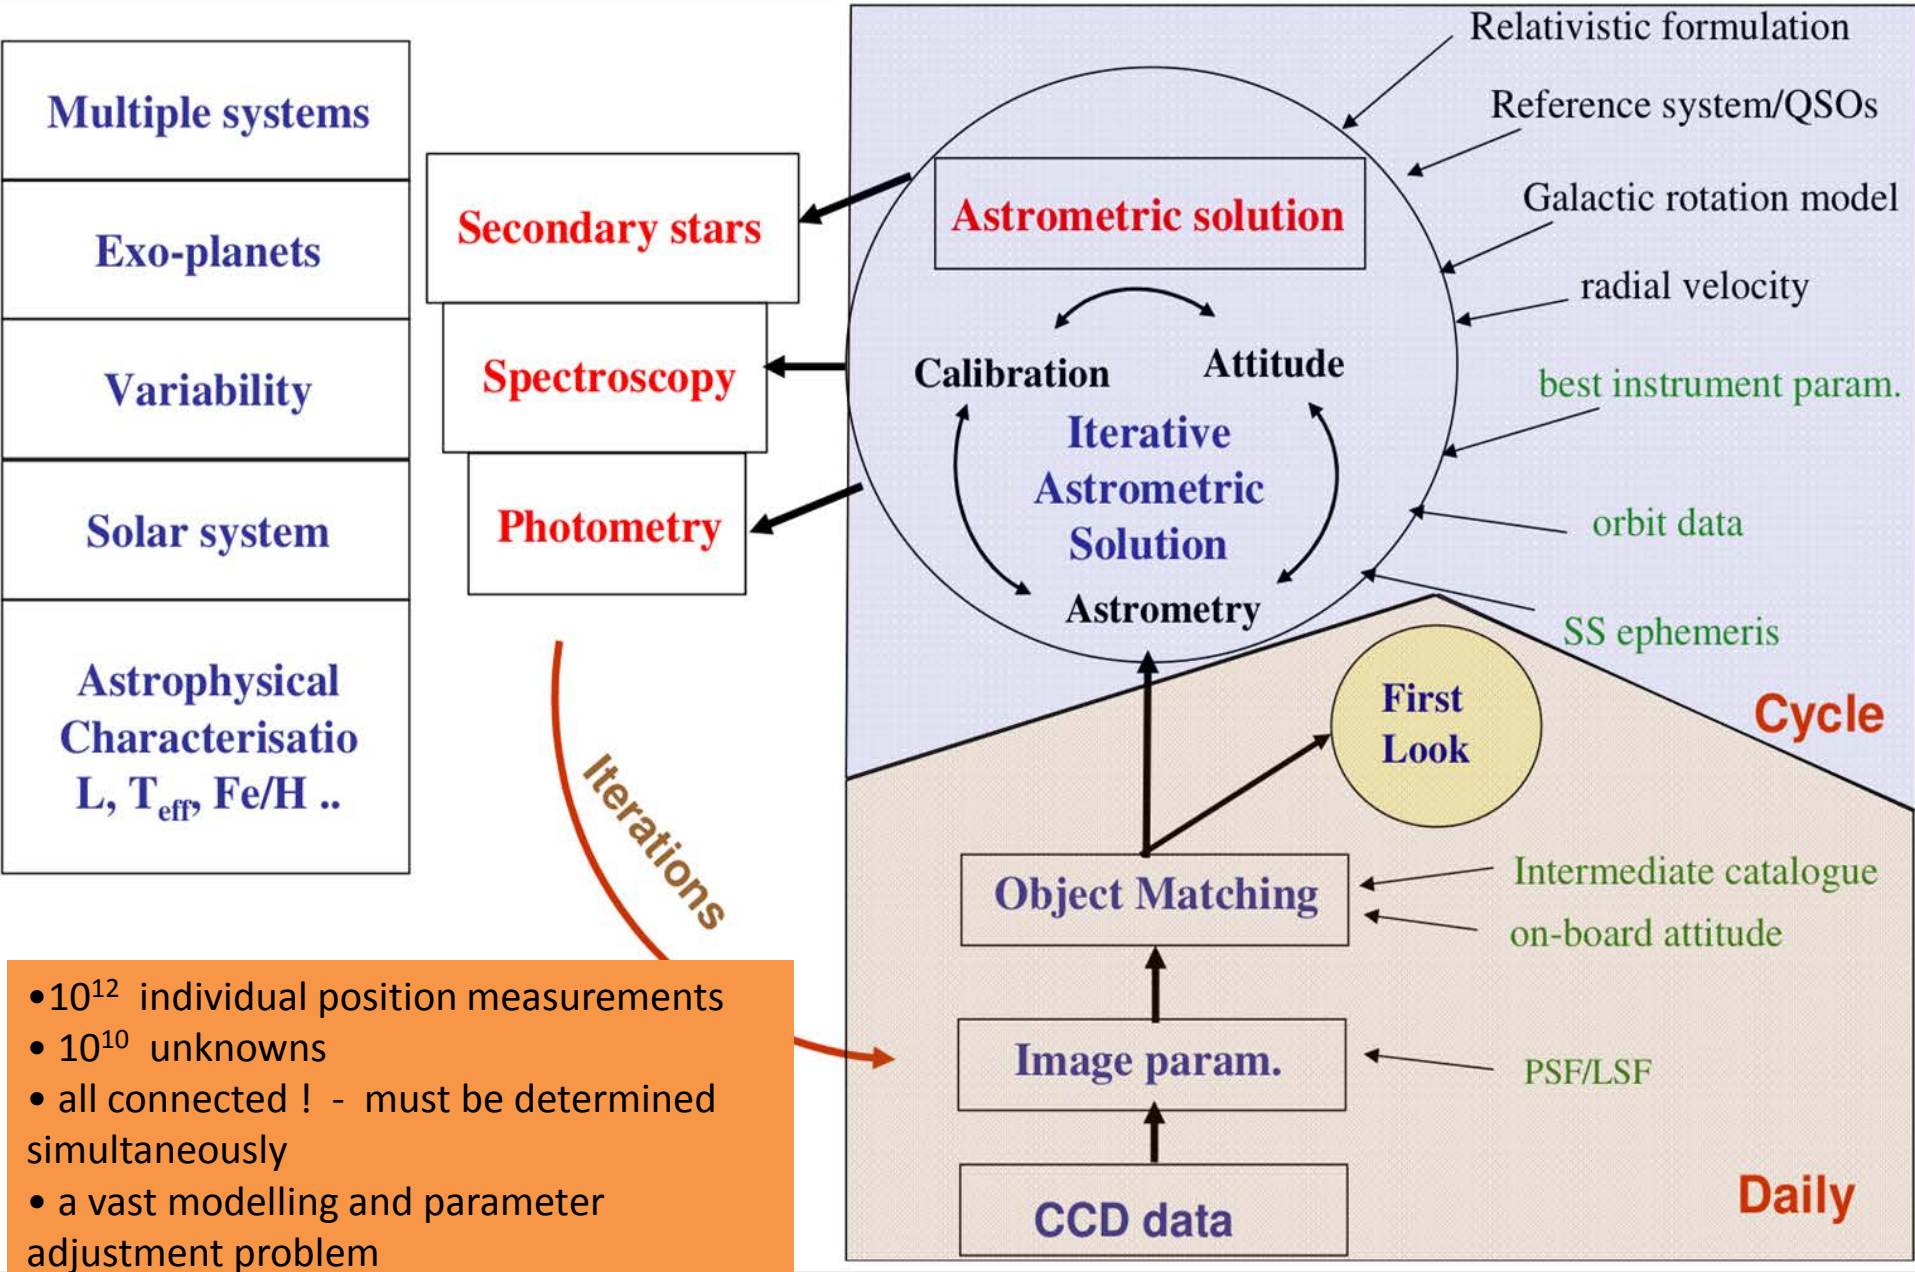 Multiple systems
Exo-planets
Variability
Solar system
Astrophysical
Characterisatio
L, Teff, Fe/H ..
Secondary stars
Spectroscopy
Photometry
Iterations
Astrometric solution
Calibration
Attitude
Iterative
Astrometric
Solution
Astrometry
Relativistic formulation
Reference system/QSOs
Galactic rotation model
radial velocity
best instrument param.
orbit data
SS ephemeris
Cycle
First
Look
Object Matching
Intermediate catalogue
on-board attitude
Image param.
PSF/LSF
CCD data
Daily
•10¹² individual position measurements
• 10¹⁰ unknowns
• all connected ! - must be determined
simultaneously
• a vast modelling and parameter
adjustment problem